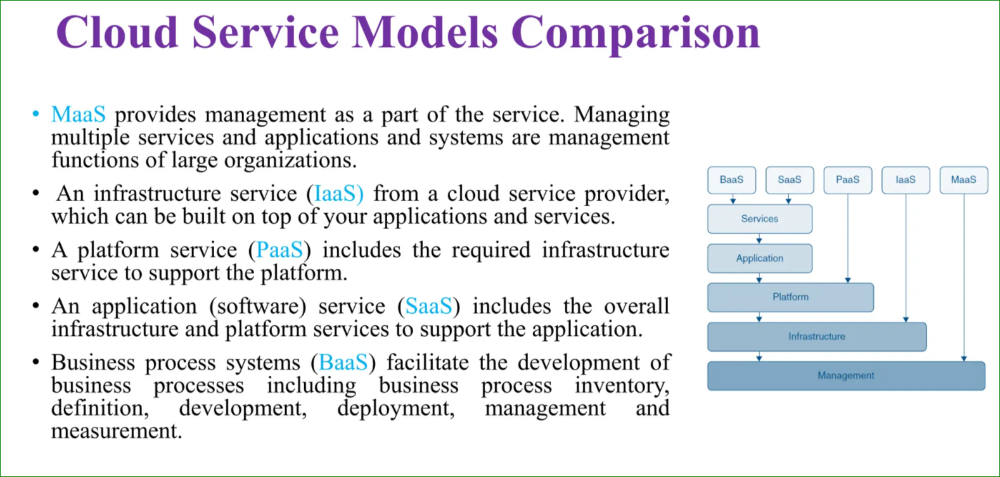 Cloud Service Models Comparison
• MaaS provides management as a part of the service. Managing
multiple services and applications and systems are management
functions of large organizations.
• An infrastructure service (IaaS) from a cloud service provider,
which can be built on top of your applications and services.
• A platform service (PaaS) includes the required infrastructure
service to support the platform.
• An application (software) service (SaaS) includes the overall
infrastructure and platform services to support the application.
• Business process systems (BaaS) facilitate the development of
business processes including business process inventory,
definition, development, deployment, management and
measurement.
BaaS SaaS PaaS IaaS MaaS
Services
Application
Platform
Infrastructure
Management